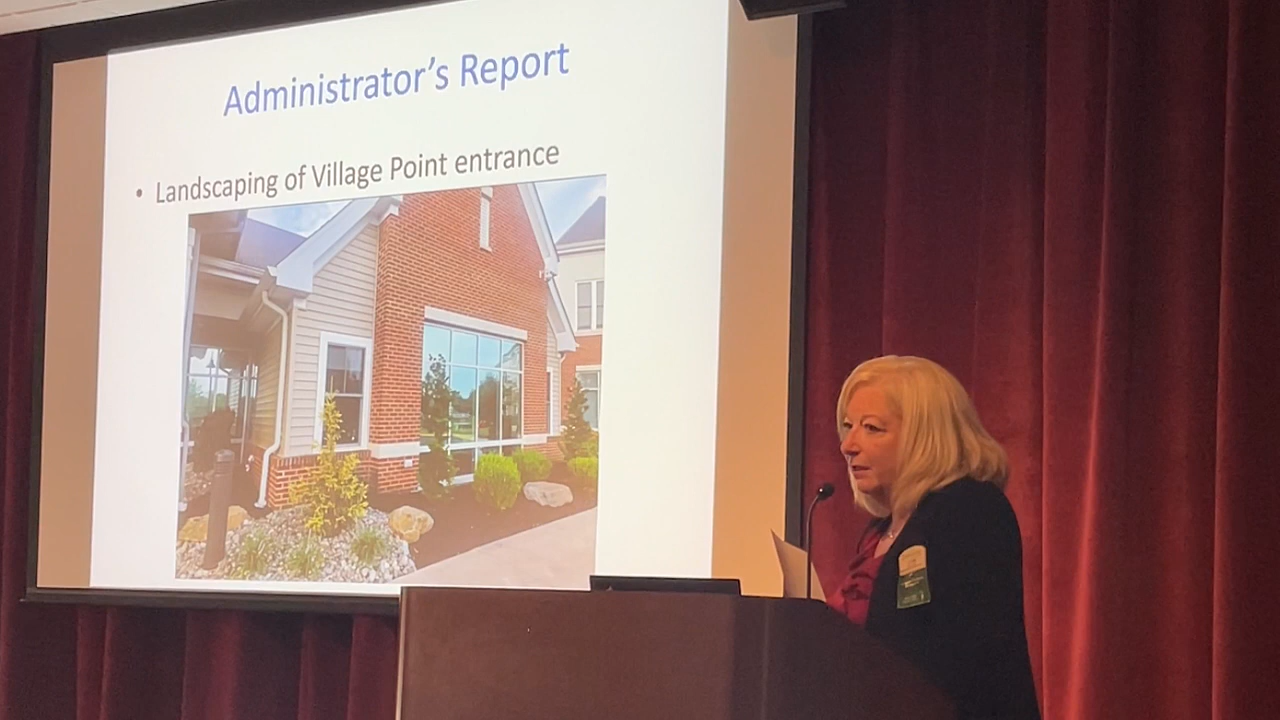 Administrator’s Report
• Landscaping of Village Point entrance